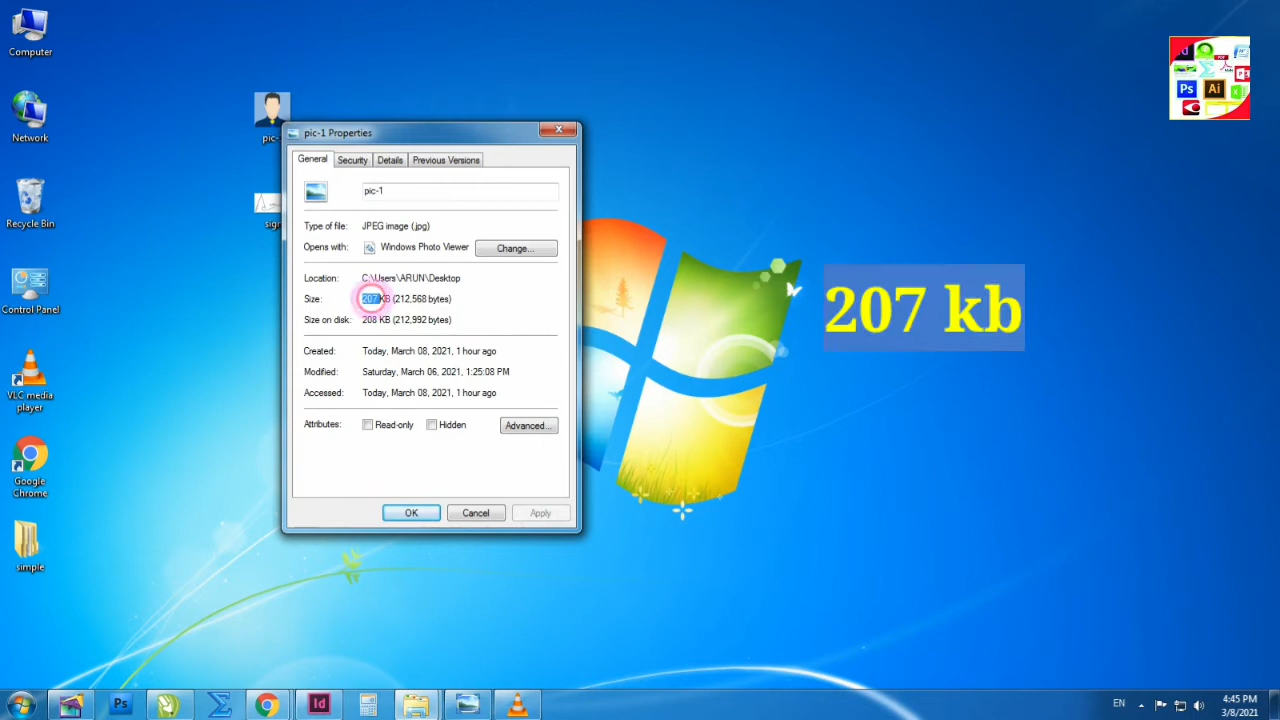 Computer
Network
Recycle Bin
Control Panel
VLC media
player
Google
Chrome
simple
pic-
sign
pic-1 Properties
General Security Details Previous Versions
pic-1
Type of file: JPEG image (.jpg)
Opens with: Windows Photo Viewer Change...
Location: C:\Users\ARUN\Desktop
Size: 207 KB (212,568 bytes)
Size on disk: 208 KB (212,992 bytes)
Created: Today, March 08, 2021, 1 hour ago
Modified: Saturday, March 06, 2021, 1:25:08 PM
Accessed: Today, March 08, 2021, 1 hour ago
Attributes: Read-only Hidden Advanced...
OK Cancel Apply
207 kb
Ps Ai
Ps Id
EN 4:45 PM
3/8/2021